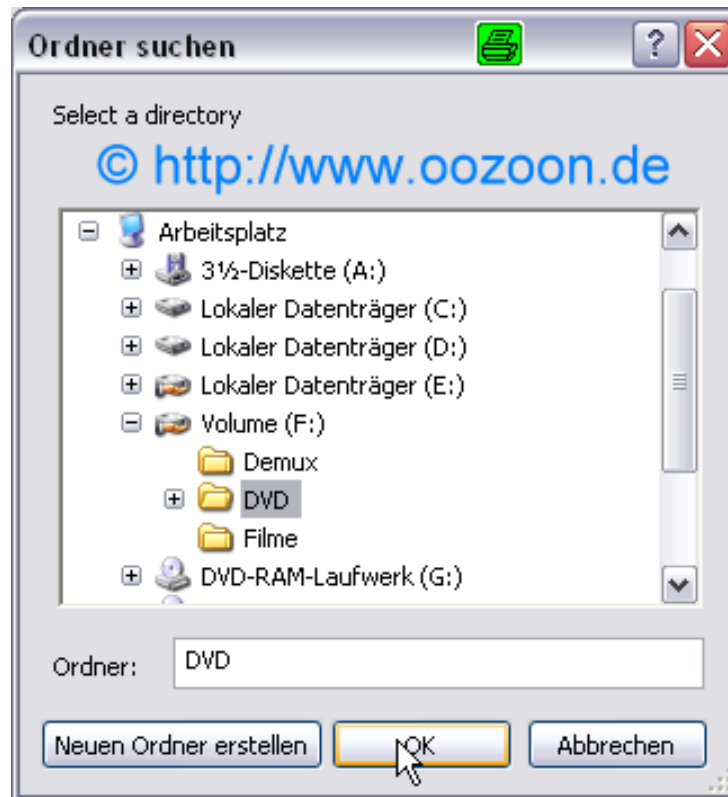 Ordner suchen
Select a directory
© http://www.oozoon.de
Arbeitsplatz
3½-Diskette (A:)
Lokaler Datenträger (C:)
Lokaler Datenträger (D:)
Lokaler Datenträger (E:)
Volume (F:)
Demux
DVD
Filme
DVD-RAM-Laufwerk (G:)
Ordner: DVD
Neuen Ordner erstellen OK Abbrechen